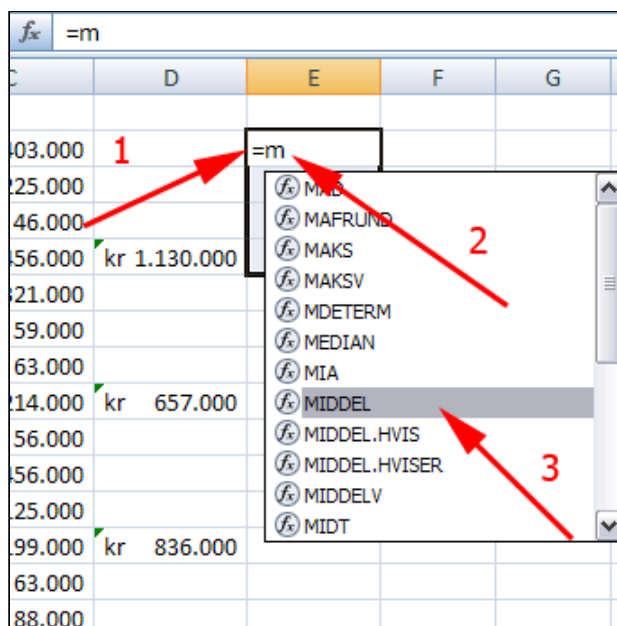 fx =m
C D E F G
403.000 1 =m
225.000 MAD
46.000 MAFRUND
2
456.000 kr 1.130.000 MAKS
MAKSV
321.000 MDETERM
59.000 MEDIAN
63.000 MIA
214.000 kr 657.000 MIDDEL
56.000 MIDDEL.HVIS
456.000 MIDDEL.HVISER
3
125.000 MIDDELV
199.000 kr 836.000 MIDT
63.000
88.000